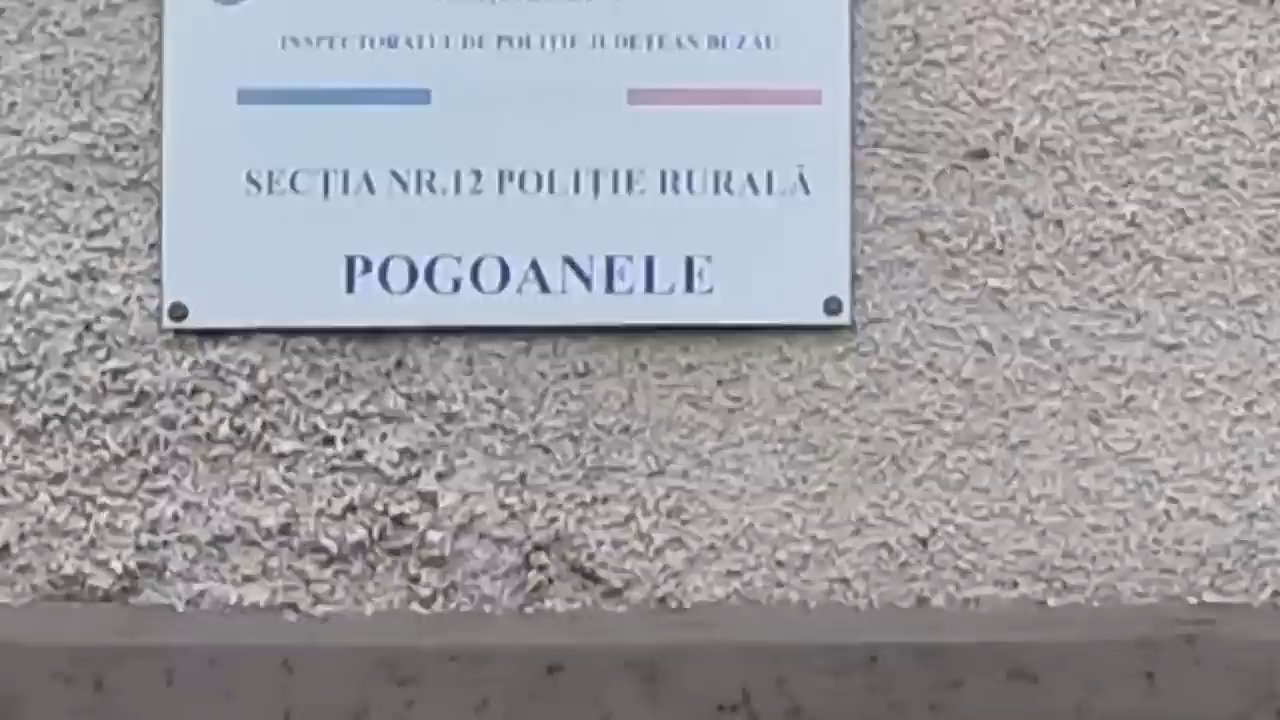 INSPECTORATUL DE POLIȚIE JUDEȚEAN BUZĂU
SECȚIA NR.12 POLIȚIE RURALĂ
POGOANELE